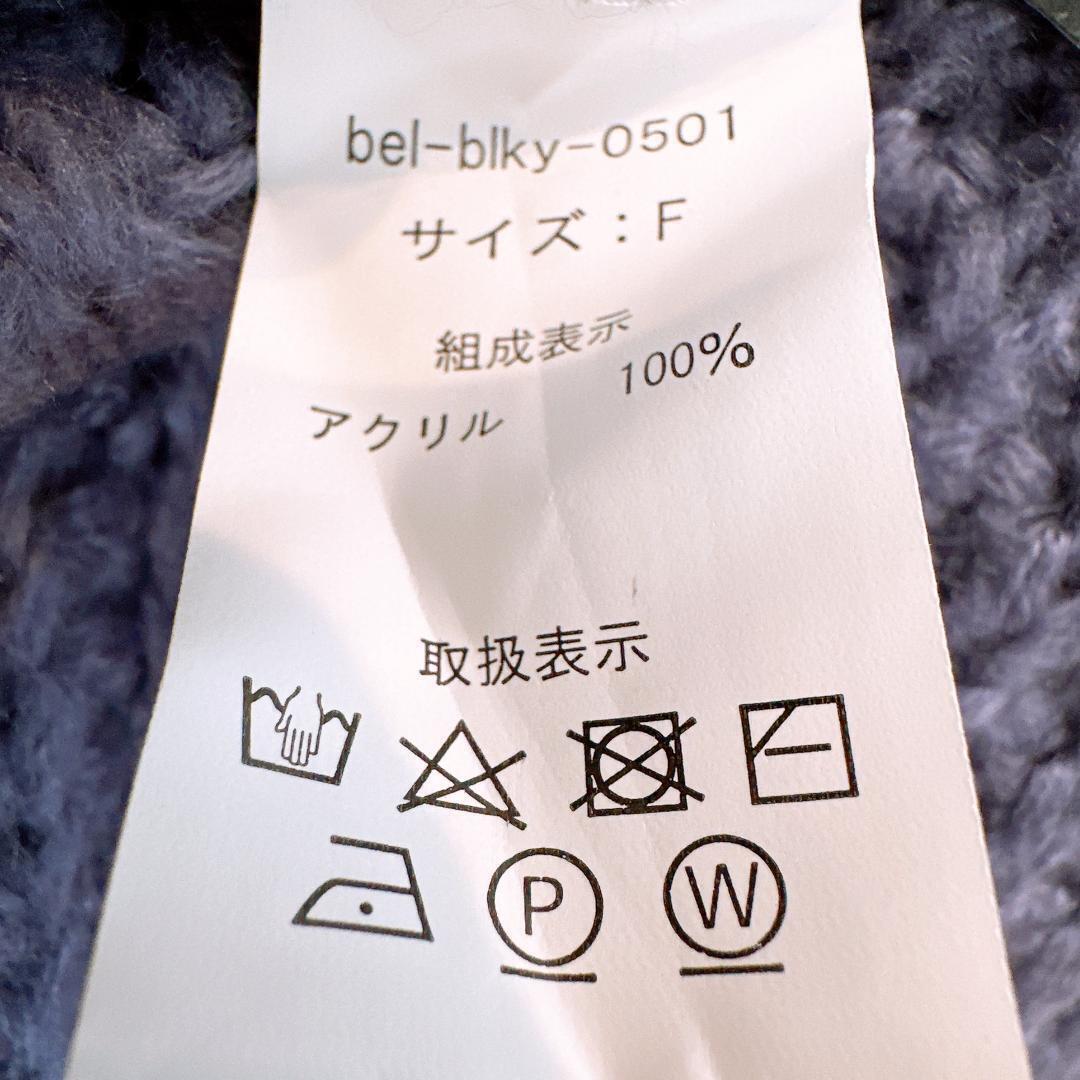 bel-blky-0501
サイズ：F
組成表示
アクリル 100%
取扱表示
P W